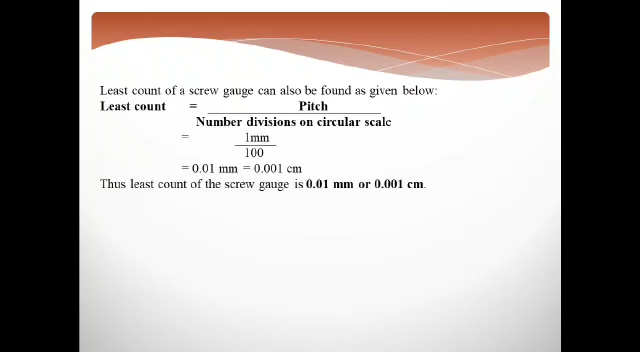 Least count of a screw gauge can also be found as given below:
Least count = Pitch
Number divisions on circular scale
= 1mm
100
= 0.01 mm = 0.001 cm
Thus least count of the screw gauge is 0.01 mm or 0.001 cm.